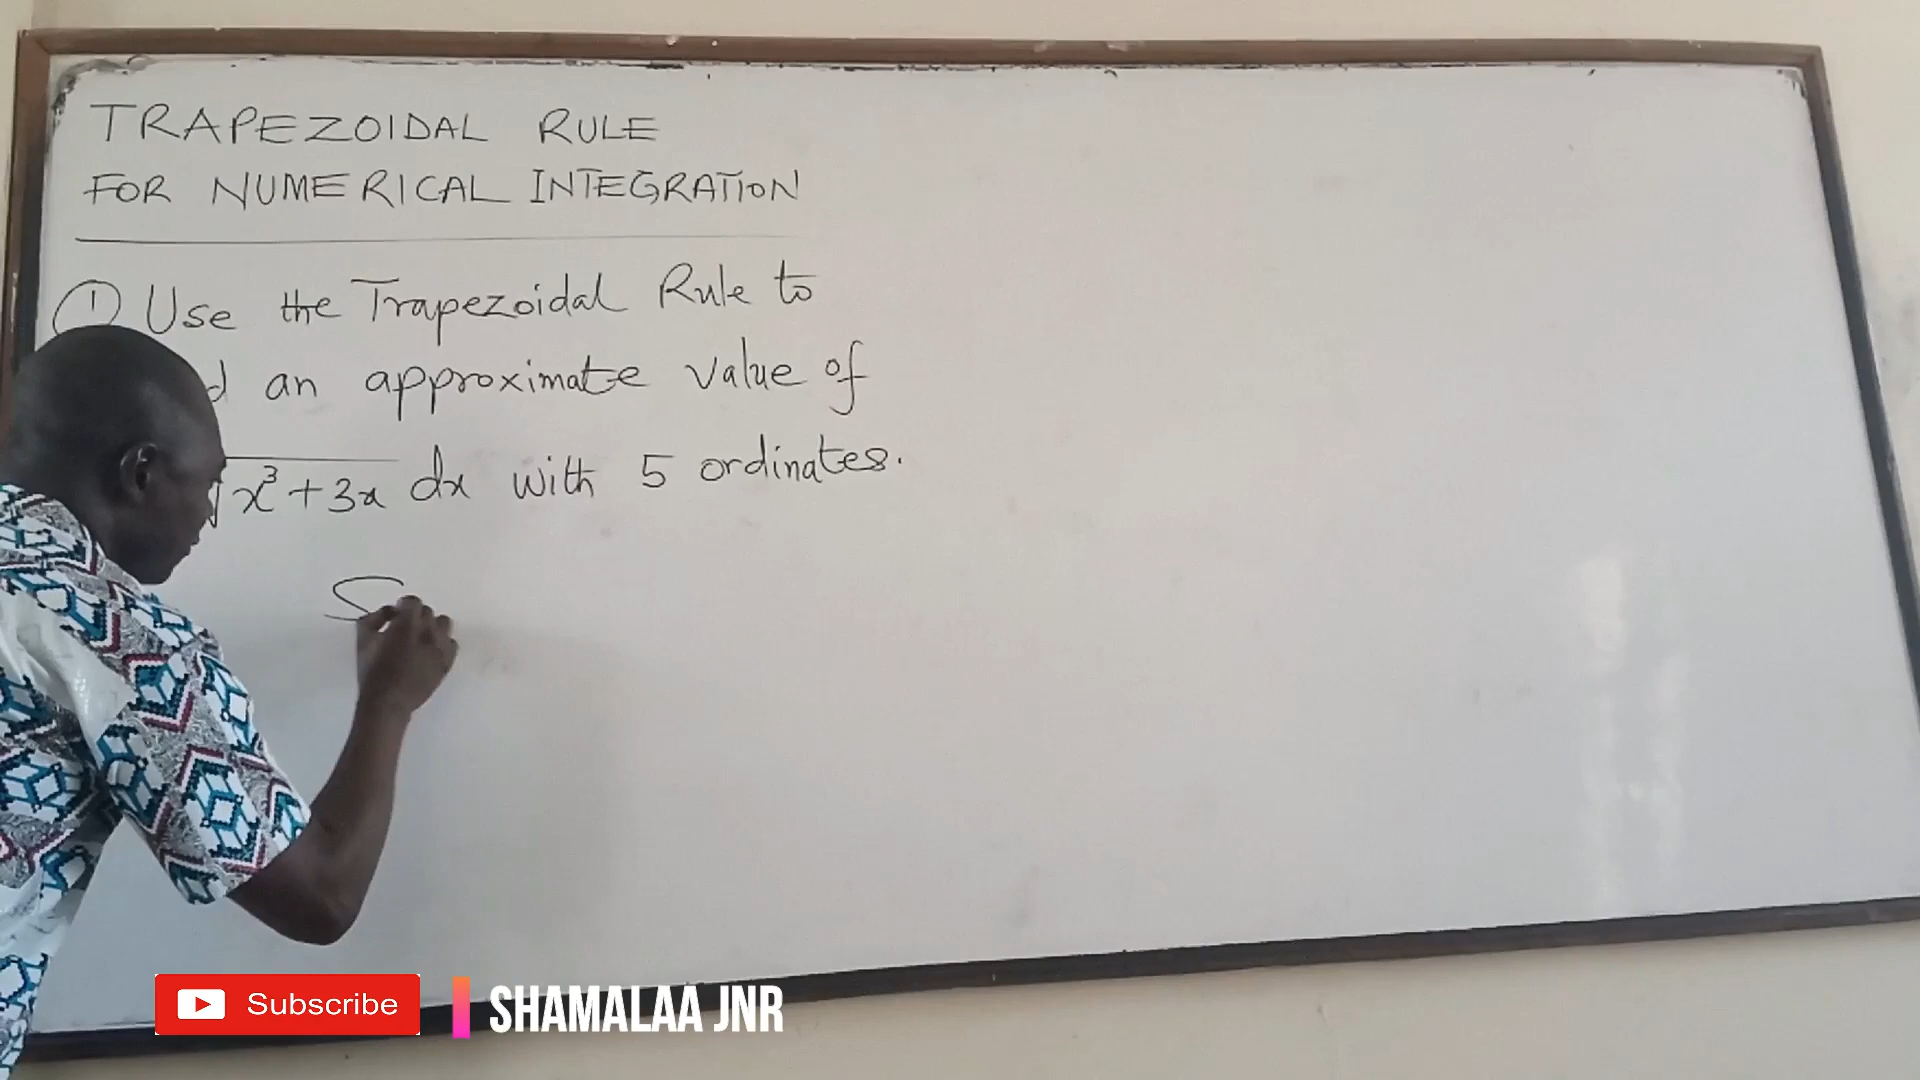 TRAPEZOIDAL RULE
FOR NUMERICAL INTEGRATION
① Use the Trapezoidal Rule to
an approximate value of
√x³+3x dx with 5 ordinates.
S
Subscribe
SHAMALAA JNR